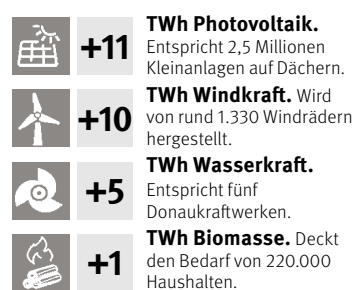 +11
TWh Photovoltaik.
Entspricht 2,5 Millionen
Kleinanlagen auf Dächern.
+10
TWh Windkraft. Wird
von rund 1.330 Windrädern
hergestellt.
+5
TWh Wasserkraft.
Entspricht fünf
Donaukraftwerken.
+1
TWh Biomasse. Deckt
den Bedarf von 220.000
Haushalten.